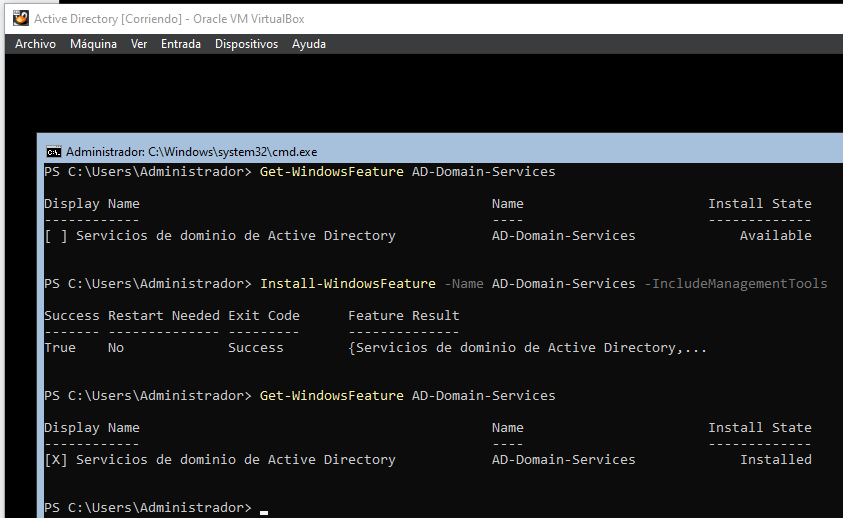 Active Directory [Corriendo] - Oracle VM VirtualBox
Archivo Máquina Ver Entrada Dispositivos Ayuda
Administrador: C:\Windows\system32\cmd.exe
PS C:\Users\Administrador> Get-WindowsFeature AD-Domain-Services
Display Name Name Install State
------------ ---- -------------
[ ] Servicios de dominio de Active Directory AD-Domain-Services Available
PS C:\Users\Administrador> Install-WindowsFeature -Name AD-Domain-Services -IncludeManagementTools
Success Restart Needed Exit Code Feature Result
------- -------------- --------- --------------
True No Success {Servicios de dominio de Active Directory,...
PS C:\Users\Administrador> Get-WindowsFeature AD-Domain-Services
Display Name Name Install State
------------ ---- -------------
[X] Servicios de dominio de Active Directory AD-Domain-Services Installed
PS C:\Users\Administrador> _